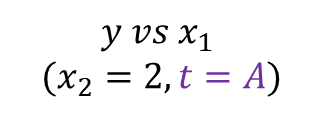 y vs x₁
(x₂ = 2, t = A)